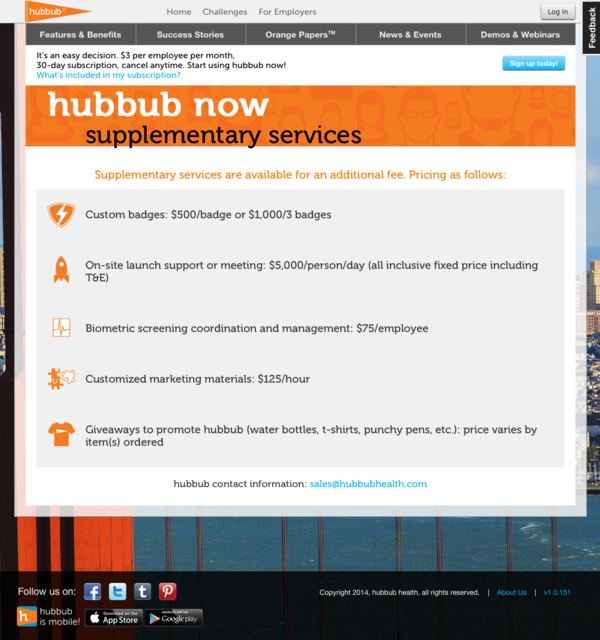 hubbub
Home Challenges For Employers
Log In
Feedback
Features & Benefits Success Stories Orange Papers™ News & Events Demos & Webinars
It's an easy decision. $3 per employee per month,
30-day subscription, cancel anytime. Start using hubbub now!
What's included in my subscription?
Sign up today!
hubbub now
supplementary services
Supplementary services are available for an additional fee. Pricing as follows:
Custom badges: $500/badge or $1,000/3 badges
On-site launch support or meeting: $5,000/person/day (all inclusive fixed price including
T&E)
Biometric screening coordination and management: $75/employee
Customized marketing materials: $125/hour
Giveaways to promote hubbub (water bottles, t-shirts, punchy pens, etc.): price varies by
item(s) ordered
hubbub contact information: sales@hubbubhealth.com
Follow us on:
Copyright 2014, hubbub health, all rights reserved. | About Us | v1.0.151
hubbub
is mobile!
Download on the
App Store
ANDROID APP ON
Google play